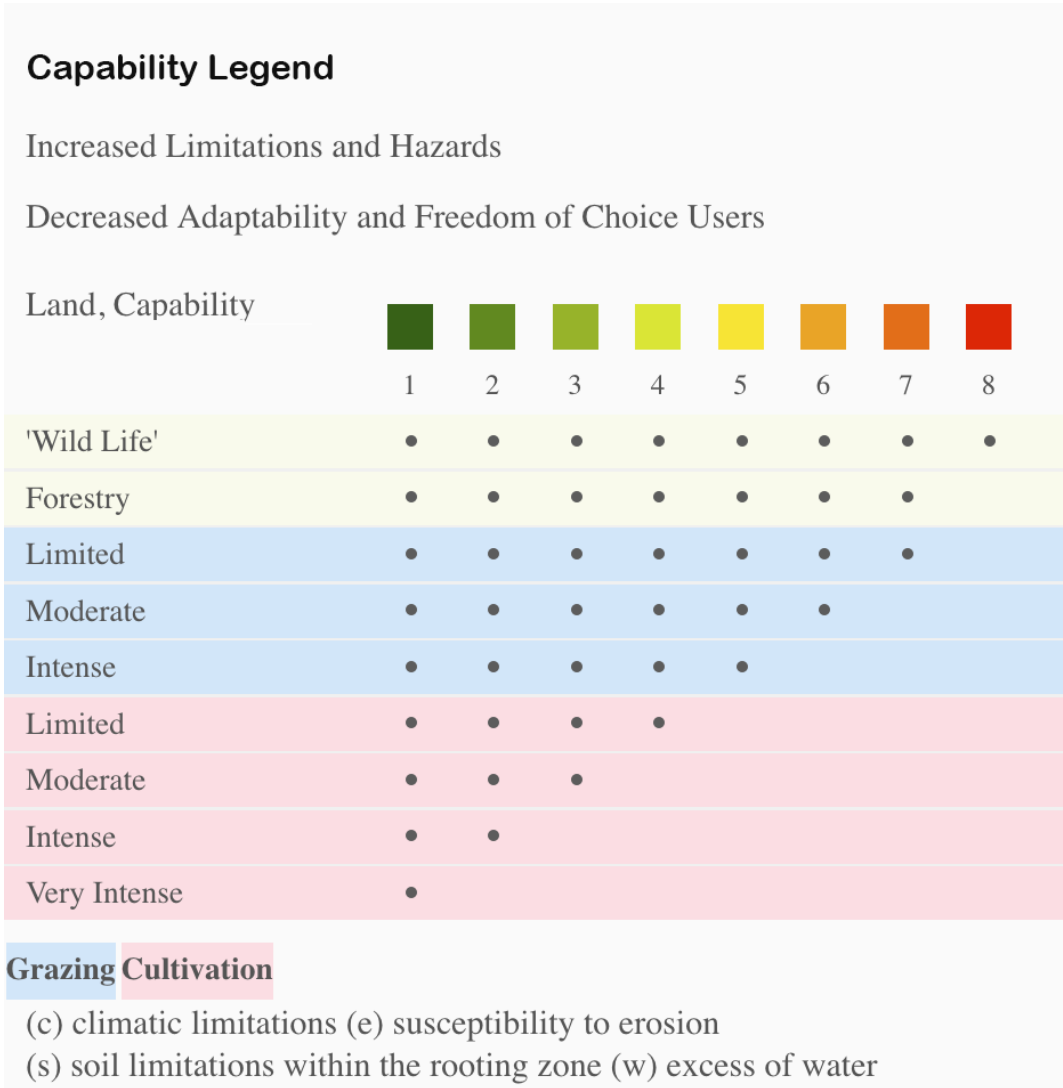 Capability Legend
Increased Limitations and Hazards
Decreased Adaptability and Freedom of Choice Users
Land, Capability
1 2 3 4 5 6 7 8
'Wild Life'
Forestry
Limited
Moderate
Intense
Limited
Moderate
Intense
Very Intense
Grazing Cultivation
(c) climatic limitations (e) susceptibility to erosion
(s) soil limitations within the rooting zone (w) excess of water